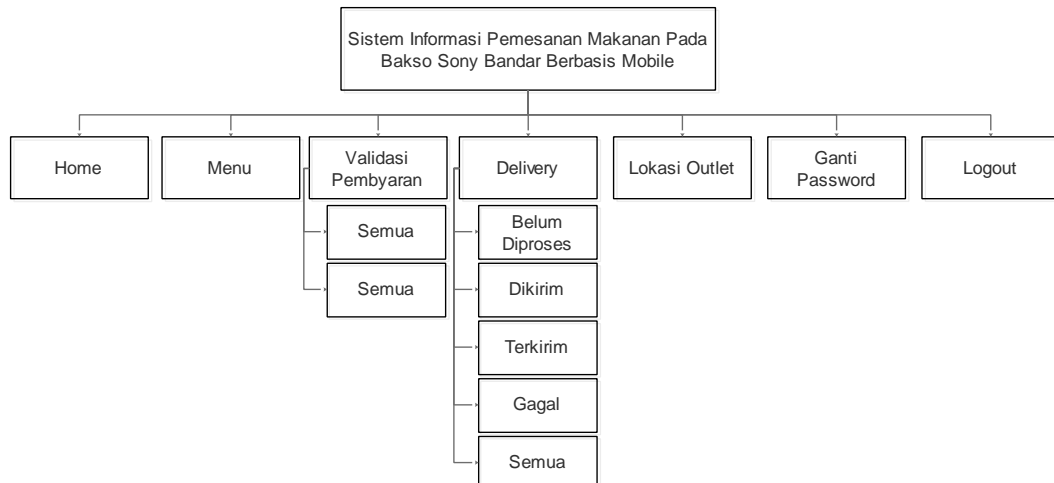 Sistem Informasi Pemesanan Makanan Pada
Bakso Sony Bandar Berbasis Mobile
Home
Menu
Validasi
Pembyaran
Delivery
Lokasi Outlet
Ganti
Password
Logout
Semua
Semua
Belum
Diproses
Dikirim
Terkirim
Gagal
Semua